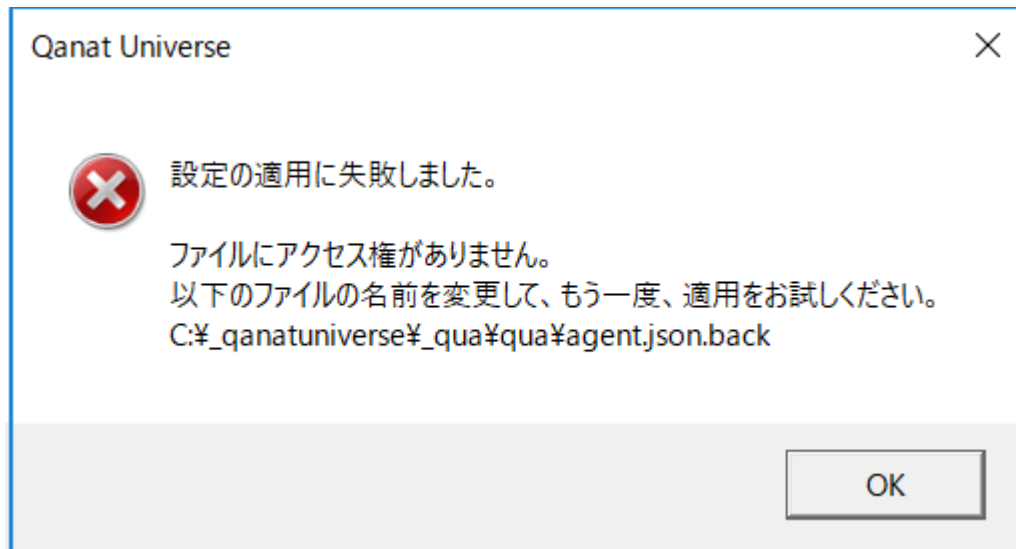 Qanat Universe
設定の適用に失敗しました。
ファイルにアクセス権がありません。
以下のファイルの名前を変更して、もう一度、適用をお試しください。
C:¥_qanatuniverse¥_qua¥qua¥agent.json.back
OK